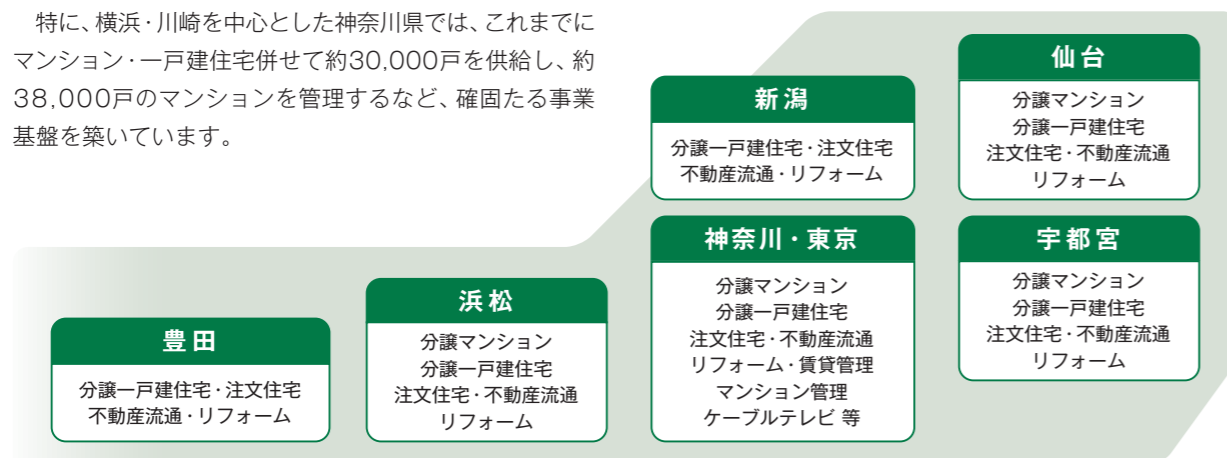 特に、横浜・川崎を中心とした神奈川県では、これまでに
マンション・一戸建住宅併せて約30,000戸を供給し、約
38,000戸のマンションを管理するなど、確固たる事業
基盤を築いています。
仙台
分譲マンション
分譲一戸建住宅
注文住宅・不動産流通
リフォーム
新潟
分譲一戸建住宅・注文住宅
不動産流通・リフォーム
神奈川・東京
分譲マンション
分譲一戸建住宅
注文住宅・不動産流通
リフォーム・賃貸管理
マンション管理
ケーブルテレビ 等
宇都宮
分譲マンション
分譲一戸建住宅
注文住宅・不動産流通
リフォーム
浜松
分譲マンション
分譲一戸建住宅
注文住宅・不動産流通
リフォーム
豊田
分譲一戸建住宅・注文住宅
不動産流通・リフォーム